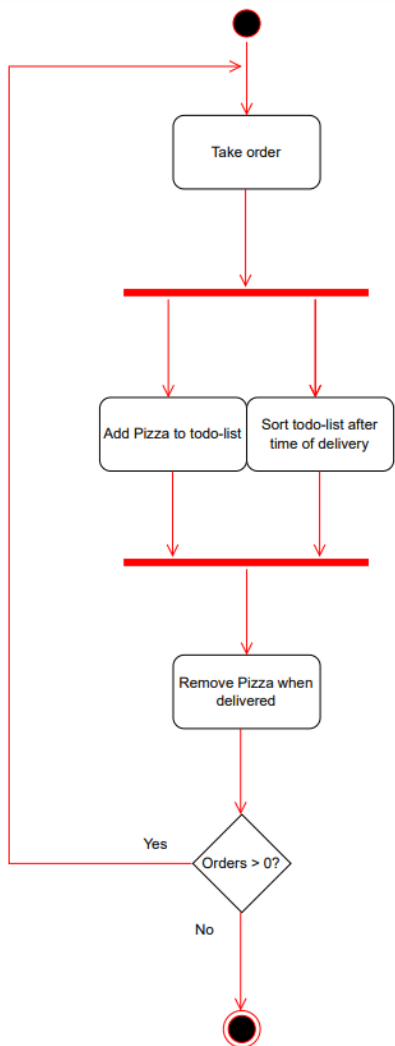 Take order
Add Pizza to todo-list
Sort todo-list after
time of delivery
Remove Pizza when
delivered
Yes
Orders > 0?
No